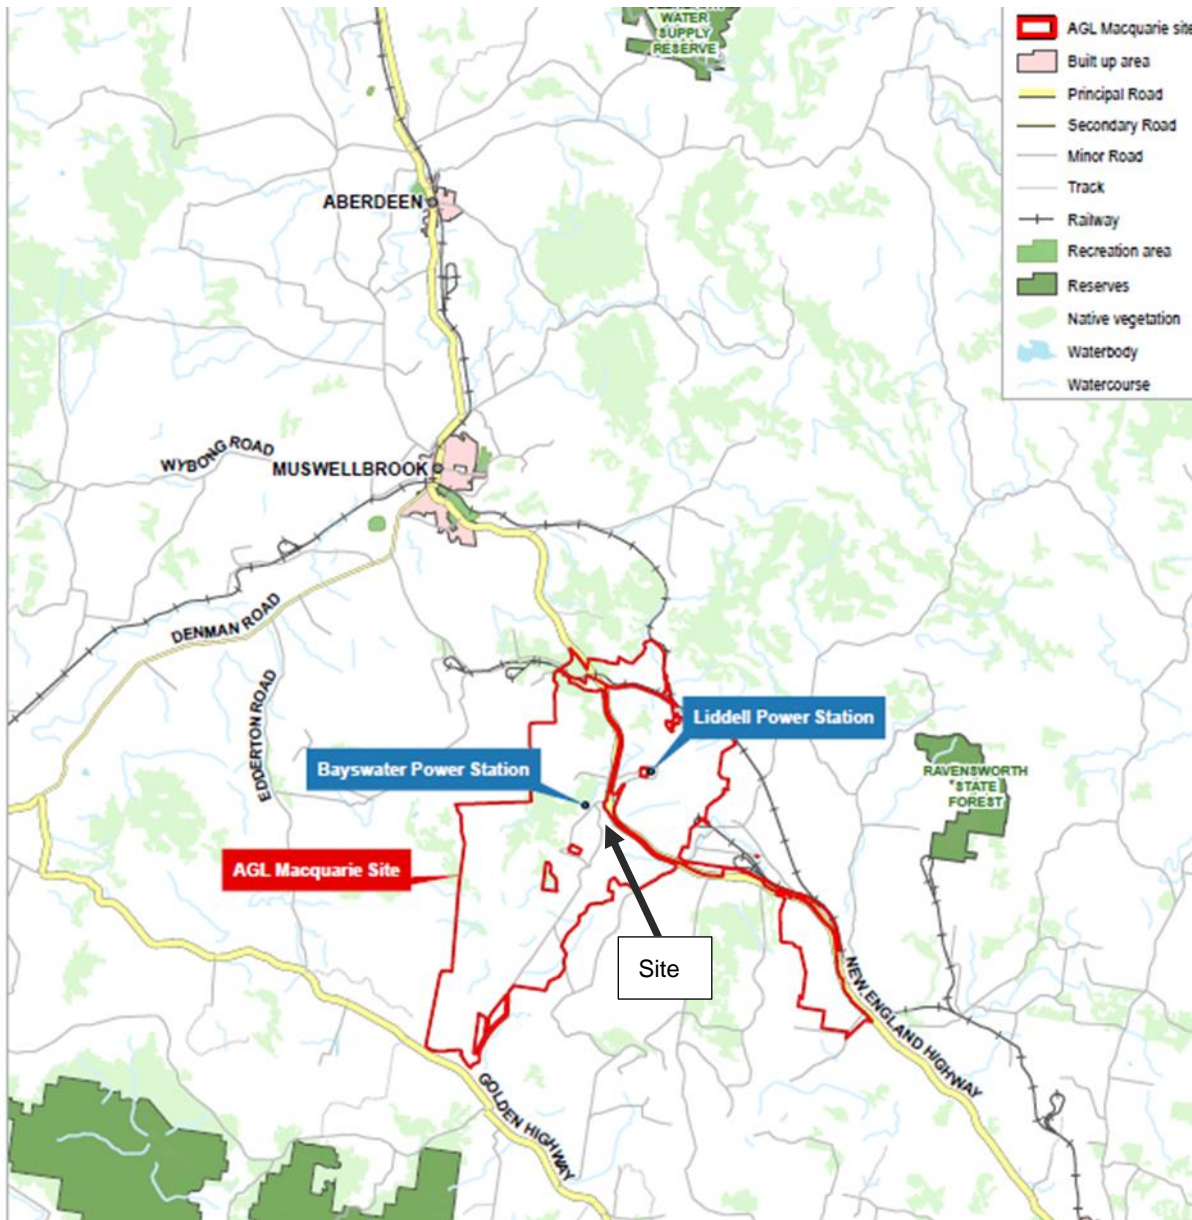 WATER
SUPPLY
RESERVE
AGL Macquarie site
Built up area
Principal Road
Secondary Road
Minor Road
Track
Railway
Recreation area
Reserves
Native vegetation
Waterbody
Watercourse
ABERDEEN
WYBONG ROAD
MUSWELLBROOK
DENMAN ROAD
EDDERTON ROAD
Liddell Power Station
Bayswater Power Station
RAVENSWORTH
STATE
FOREST
AGL Macquarie Site
Site
NEW ENGLAND HIGHWAY
GOLDEN HIGHWAY